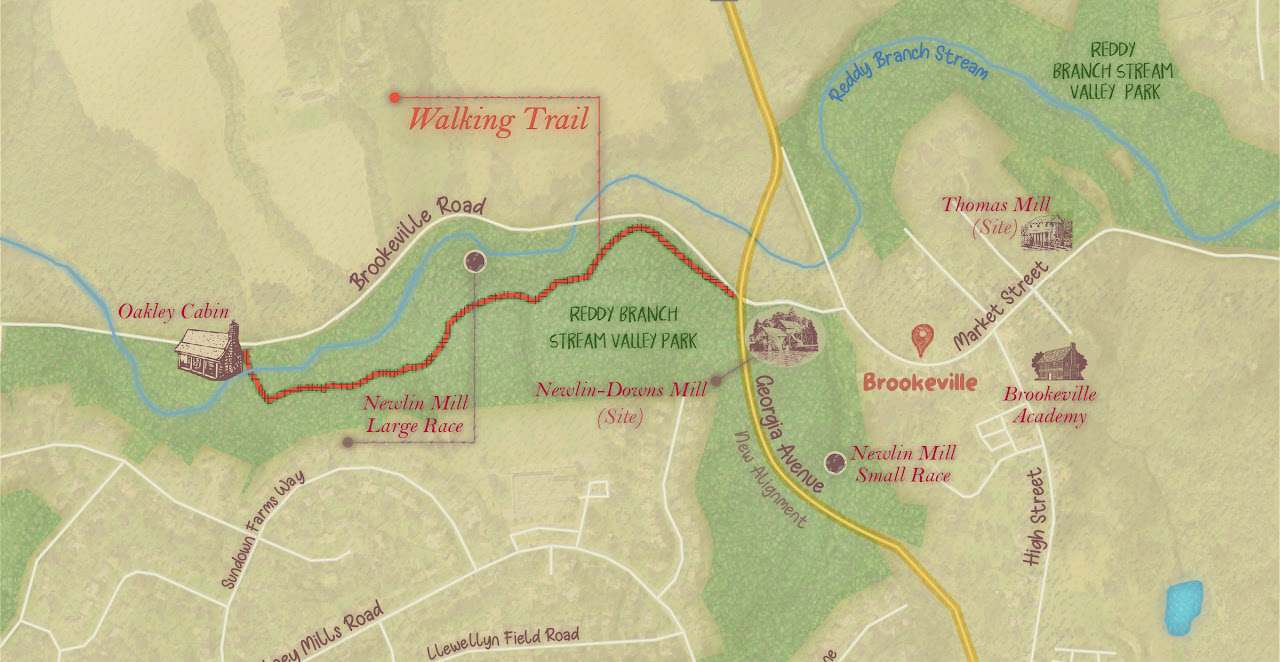 REDDY
BRANCH STREAM
VALLEY PARK
Reddy Branch Stream
Walking Trail
Brookeville Road
Thomas Mill
(Site)
Market Street
Oakley Cabin
REDDY BRANCH
STREAM VALLEY PARK
Newlin-Downs Mill
(Site)
Brookeville
Brookeville
Academy
Newlin Mill
Large Race
Georgia Avenue
New Alignment
Newlin Mill
Small Race
Sundown Farms Way
High Street
Mills Road
Llewellyn Field Road